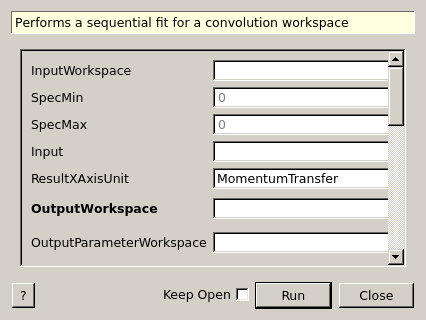 Performs a sequential fit for a convolution workspace
InputWorkspace
SpecMin 0
SpecMax 0
Input
ResultXAxisUnit MomentumTransfer
OutputWorkspace
OutputParameterWorkspace
? Keep Open Run Close